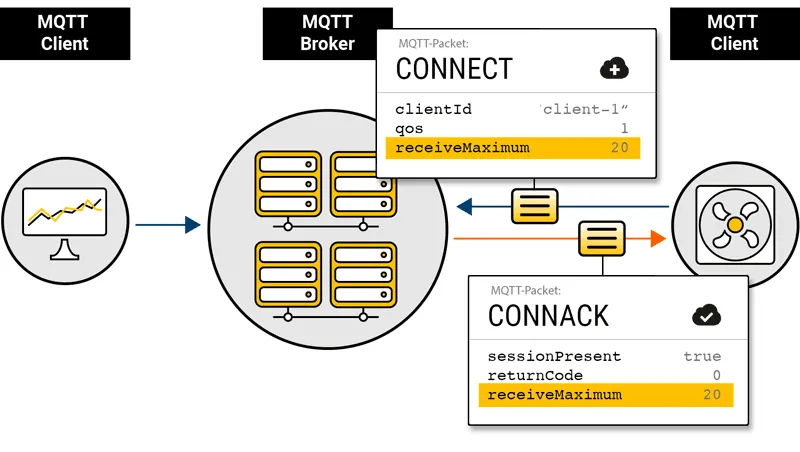 MQTT
Client
MQTT
Broker
MQTT
Client
MQTT-Packet:
CONNECT
clientId "client-1"
qos 1
receiveMaximum 20
MQTT-Packet:
CONNACK
sessionPresent true
returnCode 0
receiveMaximum 20